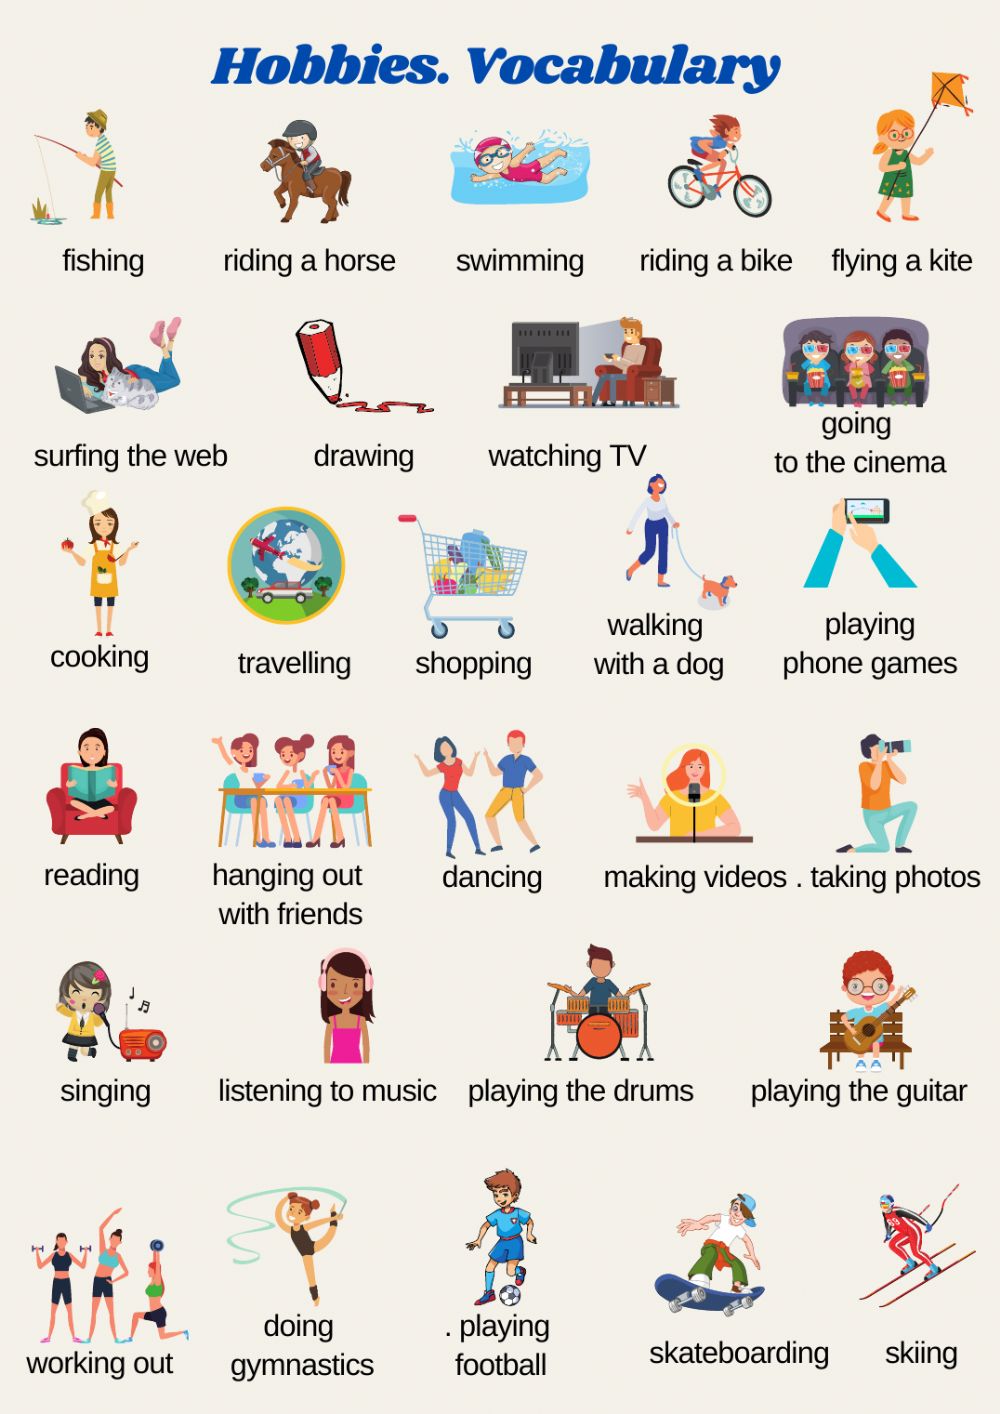 Hobbies. Vocabulary
fishing
riding a horse
swimming
riding a bike
flying a kite
surfing the web
drawing
watching TV
going
to the cinema
cooking
travelling
shopping
walking
with a dog
playing
phone games
reading
hanging out
with friends
dancing
making videos
. taking photos
singing
listening to music
playing the drums
playing the guitar
working out
doing
gymnastics
. playing
football
skateboarding
skiing